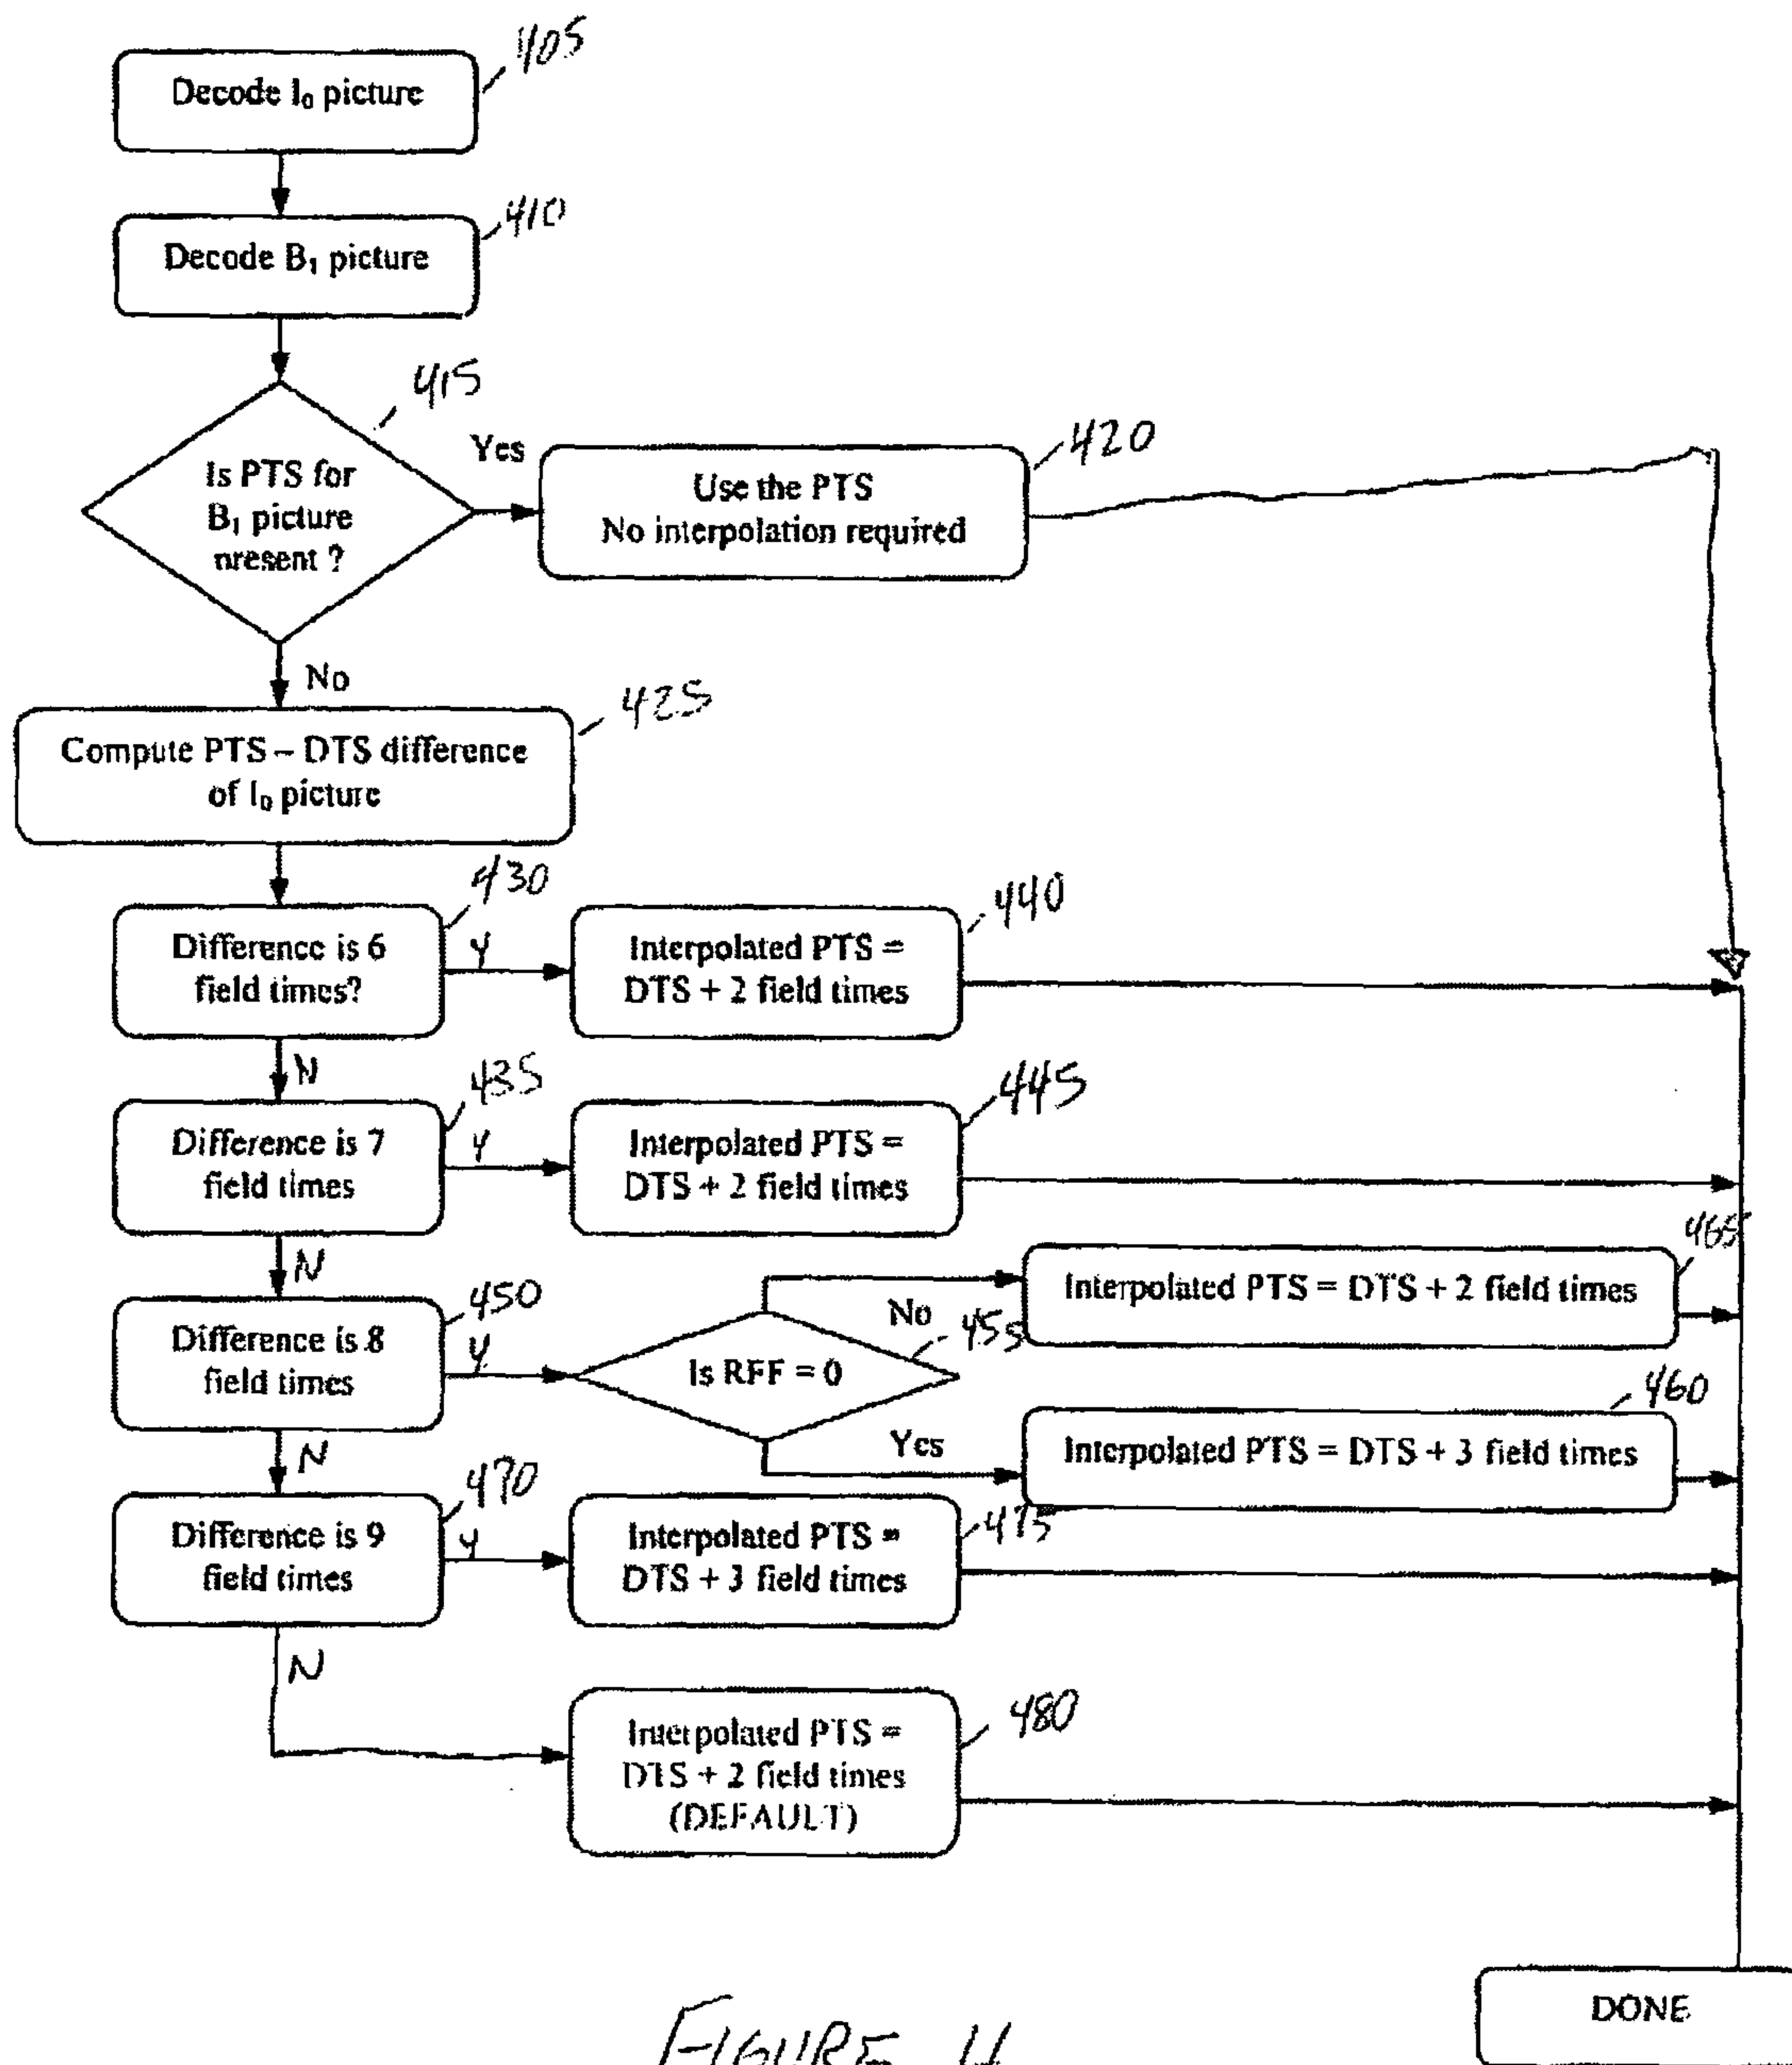 405
Decode I₀ picture
410
Decode B₁ picture
415
Is PTS for
B₁ picture
present ?
Yes
420
Use the PTS
No interpolation required
No
425
Compute PTS – DTS difference
of I₀ picture
430
Difference is 6
field times?
Y
440
Interpolated PTS =
DTS + 2 field times
N
435
Difference is 7
field times
Y
445
Interpolated PTS =
DTS + 2 field times
N
450
Difference is 8
field times
Y
Is RFF = 0
455
No
465
Interpolated PTS = DTS + 2 field times
Yes
460
Interpolated PTS = DTS + 3 field times
N
470
Difference is 9
field times
Y
475
Interpolated PTS =
DTS + 3 field times
N
480
Interpolated PTS =
DTS + 2 field times
(DEFAULT)
DONE
FIGURE 4